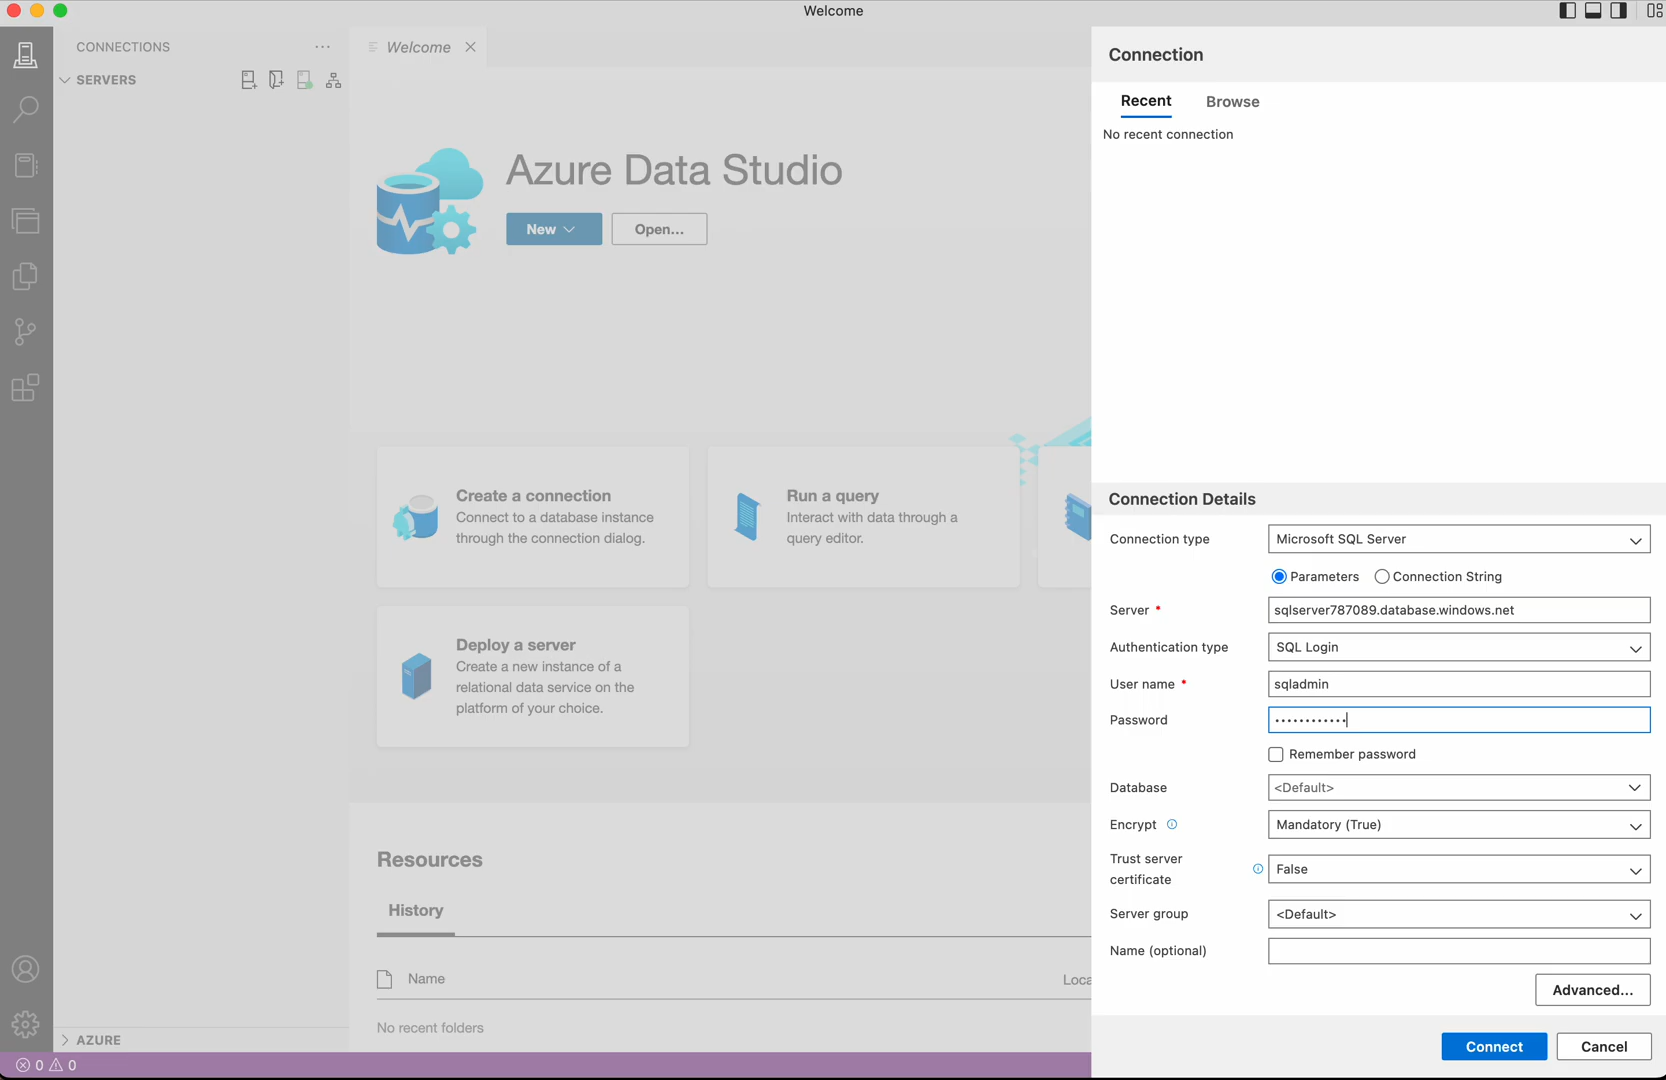 Welcome
CONNECTIONS
SERVERS
Welcome
Azure Data Studio
New
Open...
Create a connection
Connect to a database instance
through the connection dialog.
Run a query
Interact with data through a
query editor.
Deploy a server
Create a new instance of a
relational data service on the
platform of your choice.
Resources
History
Name
Loca
No recent folders
AZURE
0 0
Connection
Recent Browse
No recent connection
Connection Details
Connection type Microsoft SQL Server
Parameters Connection String
Server * sqlserver787089.database.windows.net
Authentication type SQL Login
User name * sqladmin
Password ••••••••••••
Remember password
Database <Default>
Encrypt Mandatory (True)
Trust server
certificate False
Server group <Default>
Name (optional)
Advanced...
Connect Cancel